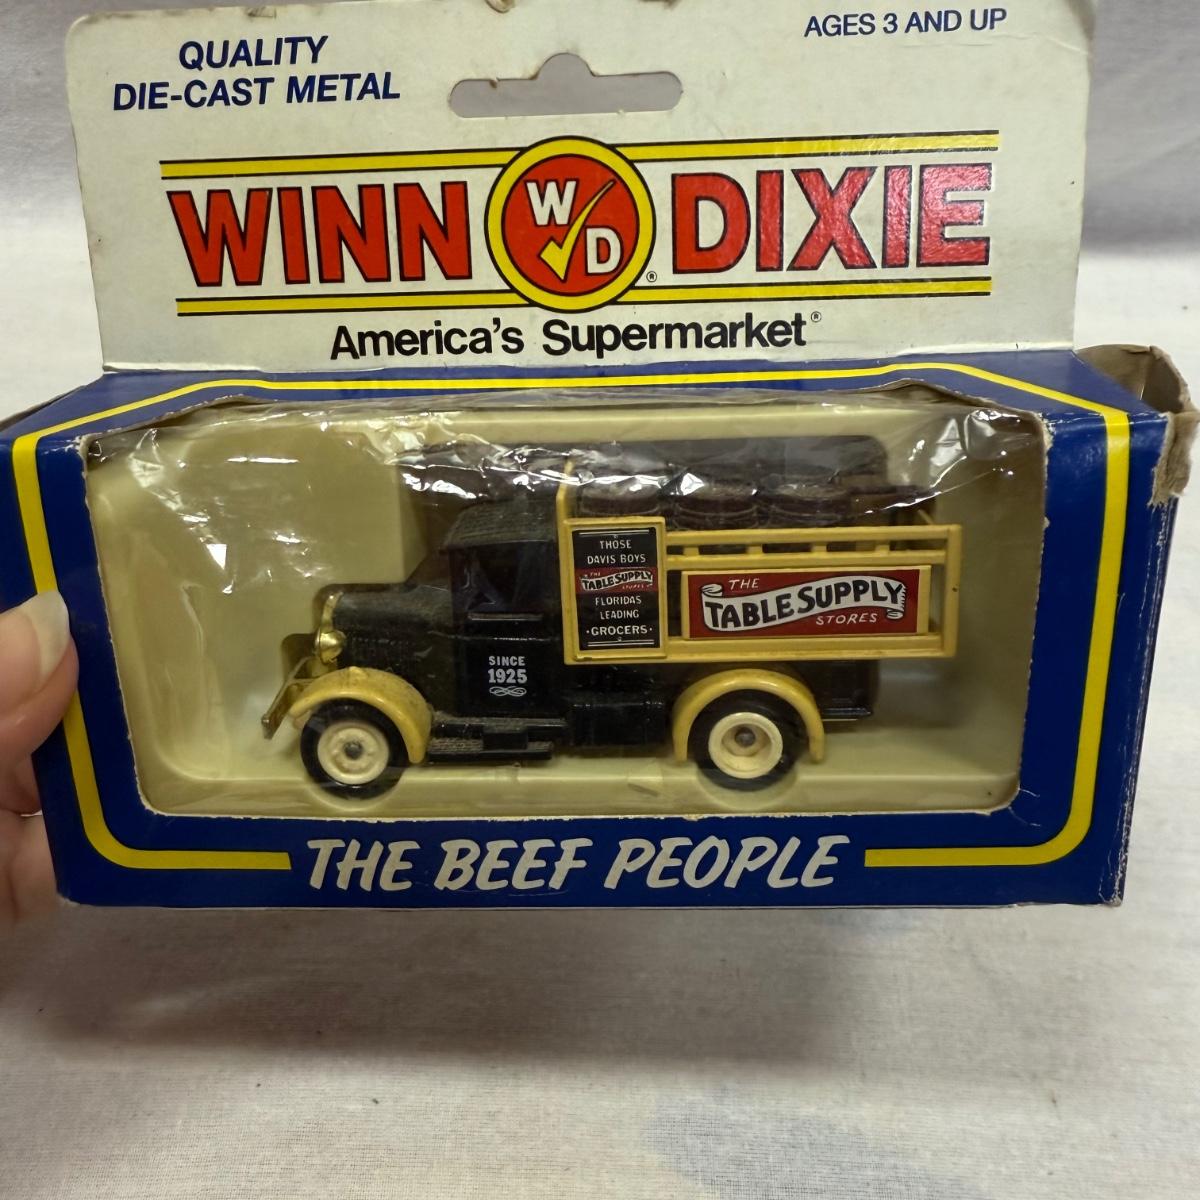 QUALITY
DIE-CAST METAL
AGES 3 AND UP
WINN W D ® DIXIE
America's Supermarket®
THOSE
DAVIS BOYS
THE
TABLE SUPPLY
STORES
FLORIDAS
LEADING
·GROCERS·
THE
TABLE SUPPLY
STORES
SINCE
1925
THE BEEF PEOPLE